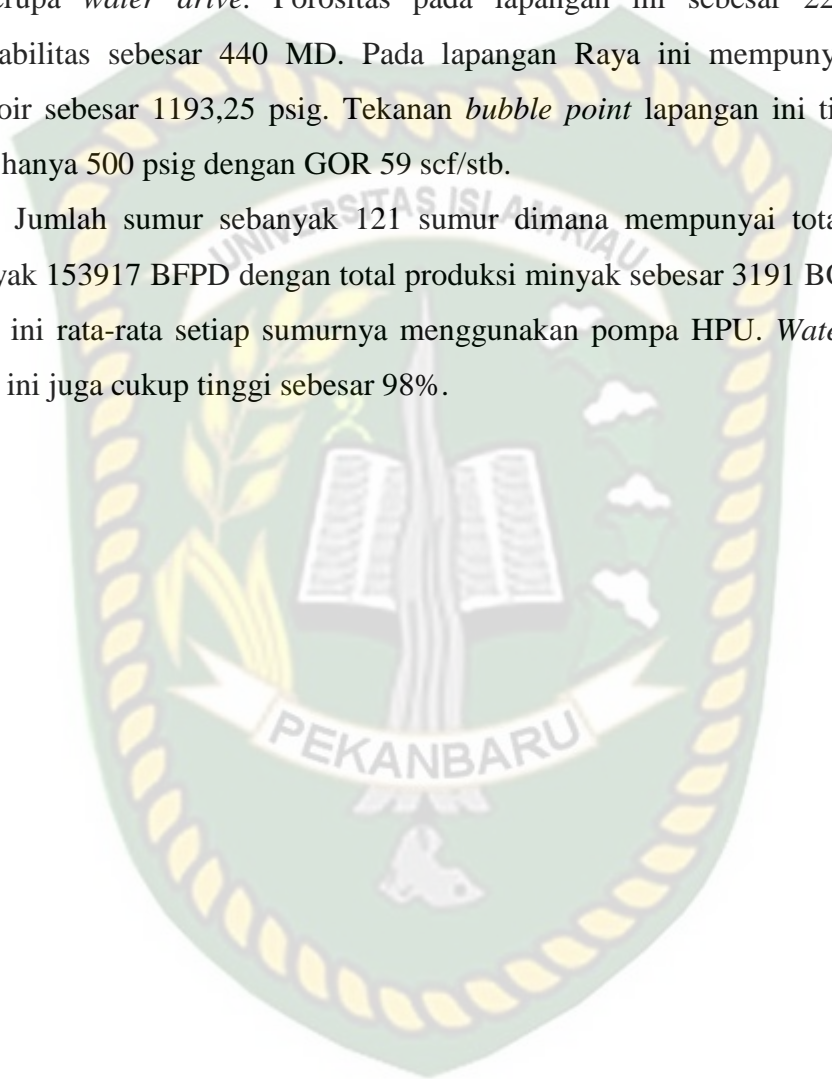 erupa water drive. Porositas pada lapangan ini sebesar 22
abilitas sebesar 440 MD. Pada lapangan Raya ini mempuny
oir sebesar 1193,25 psig. Tekanan bubble point lapangan ini ti
hanya 500 psig dengan GOR 59 scf/stb.
Jumlah sumur sebanyak 121 sumur dimana mempunyai tota
yak 153917 BFPD dengan total produksi minyak sebesar 3191 BO
ini rata-rata setiap sumurnya menggunakan pompa HPU. Wate
ini juga cukup tinggi sebesar 98%.
UNIVERSITAS ISLAM RIAU
PEKANBARU